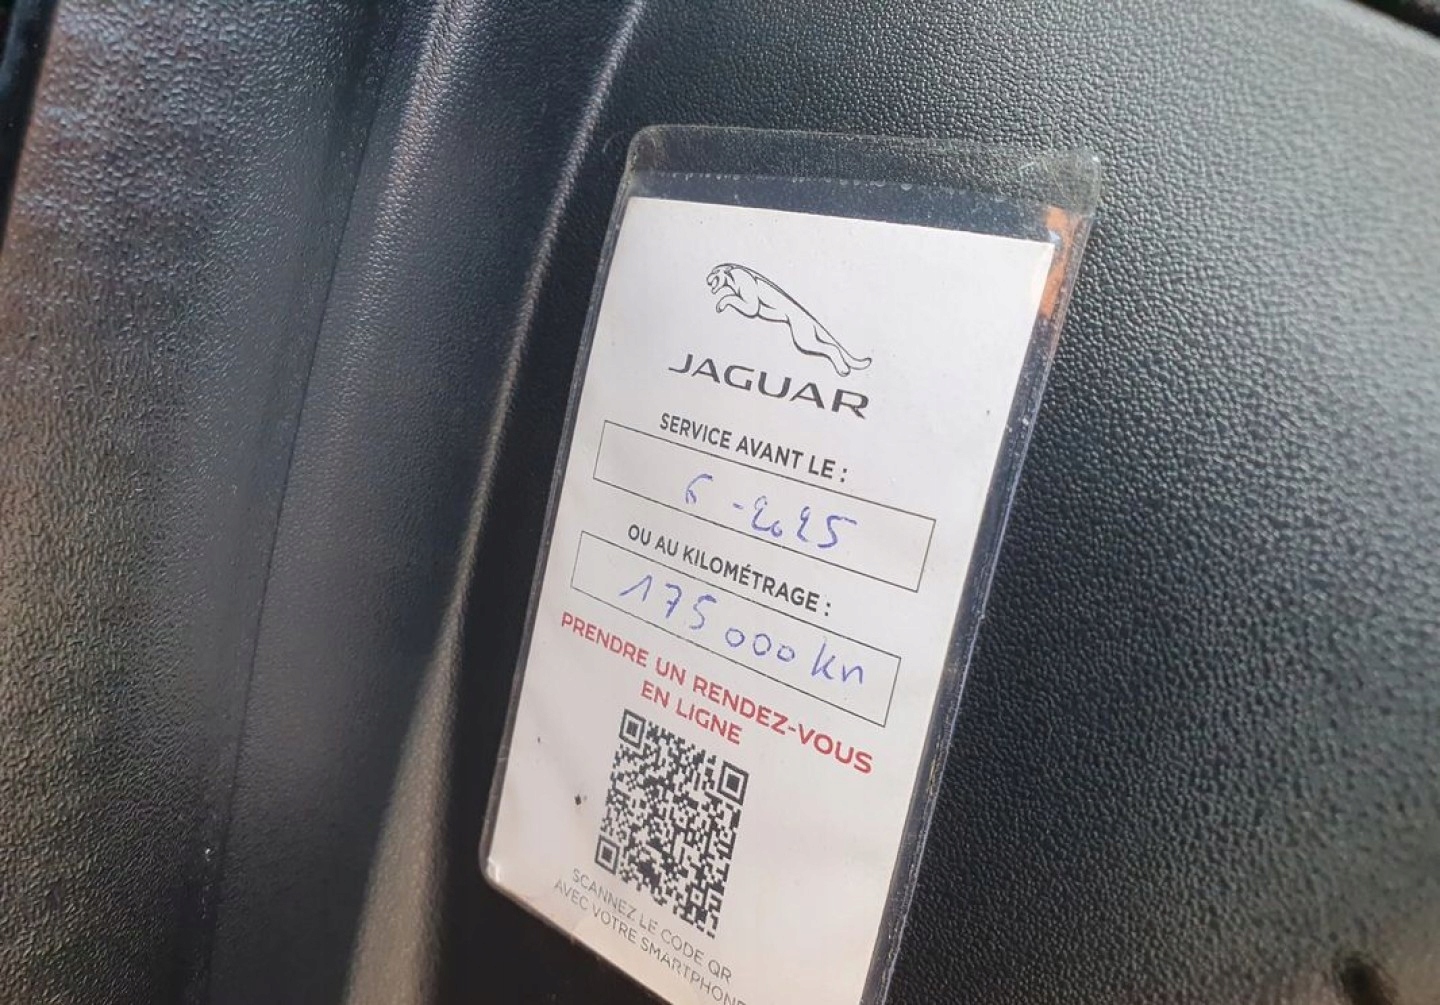 JAGUAR
SERVICE AVANT LE :
6-2025
OU AU KILOMÉTRAGE :
175 000 km
PRENDRE UN RENDEZ-VOUS
EN LIGNE
SCANNEZ LE CODE QR
AVEC VOTRE SMARTPHONE